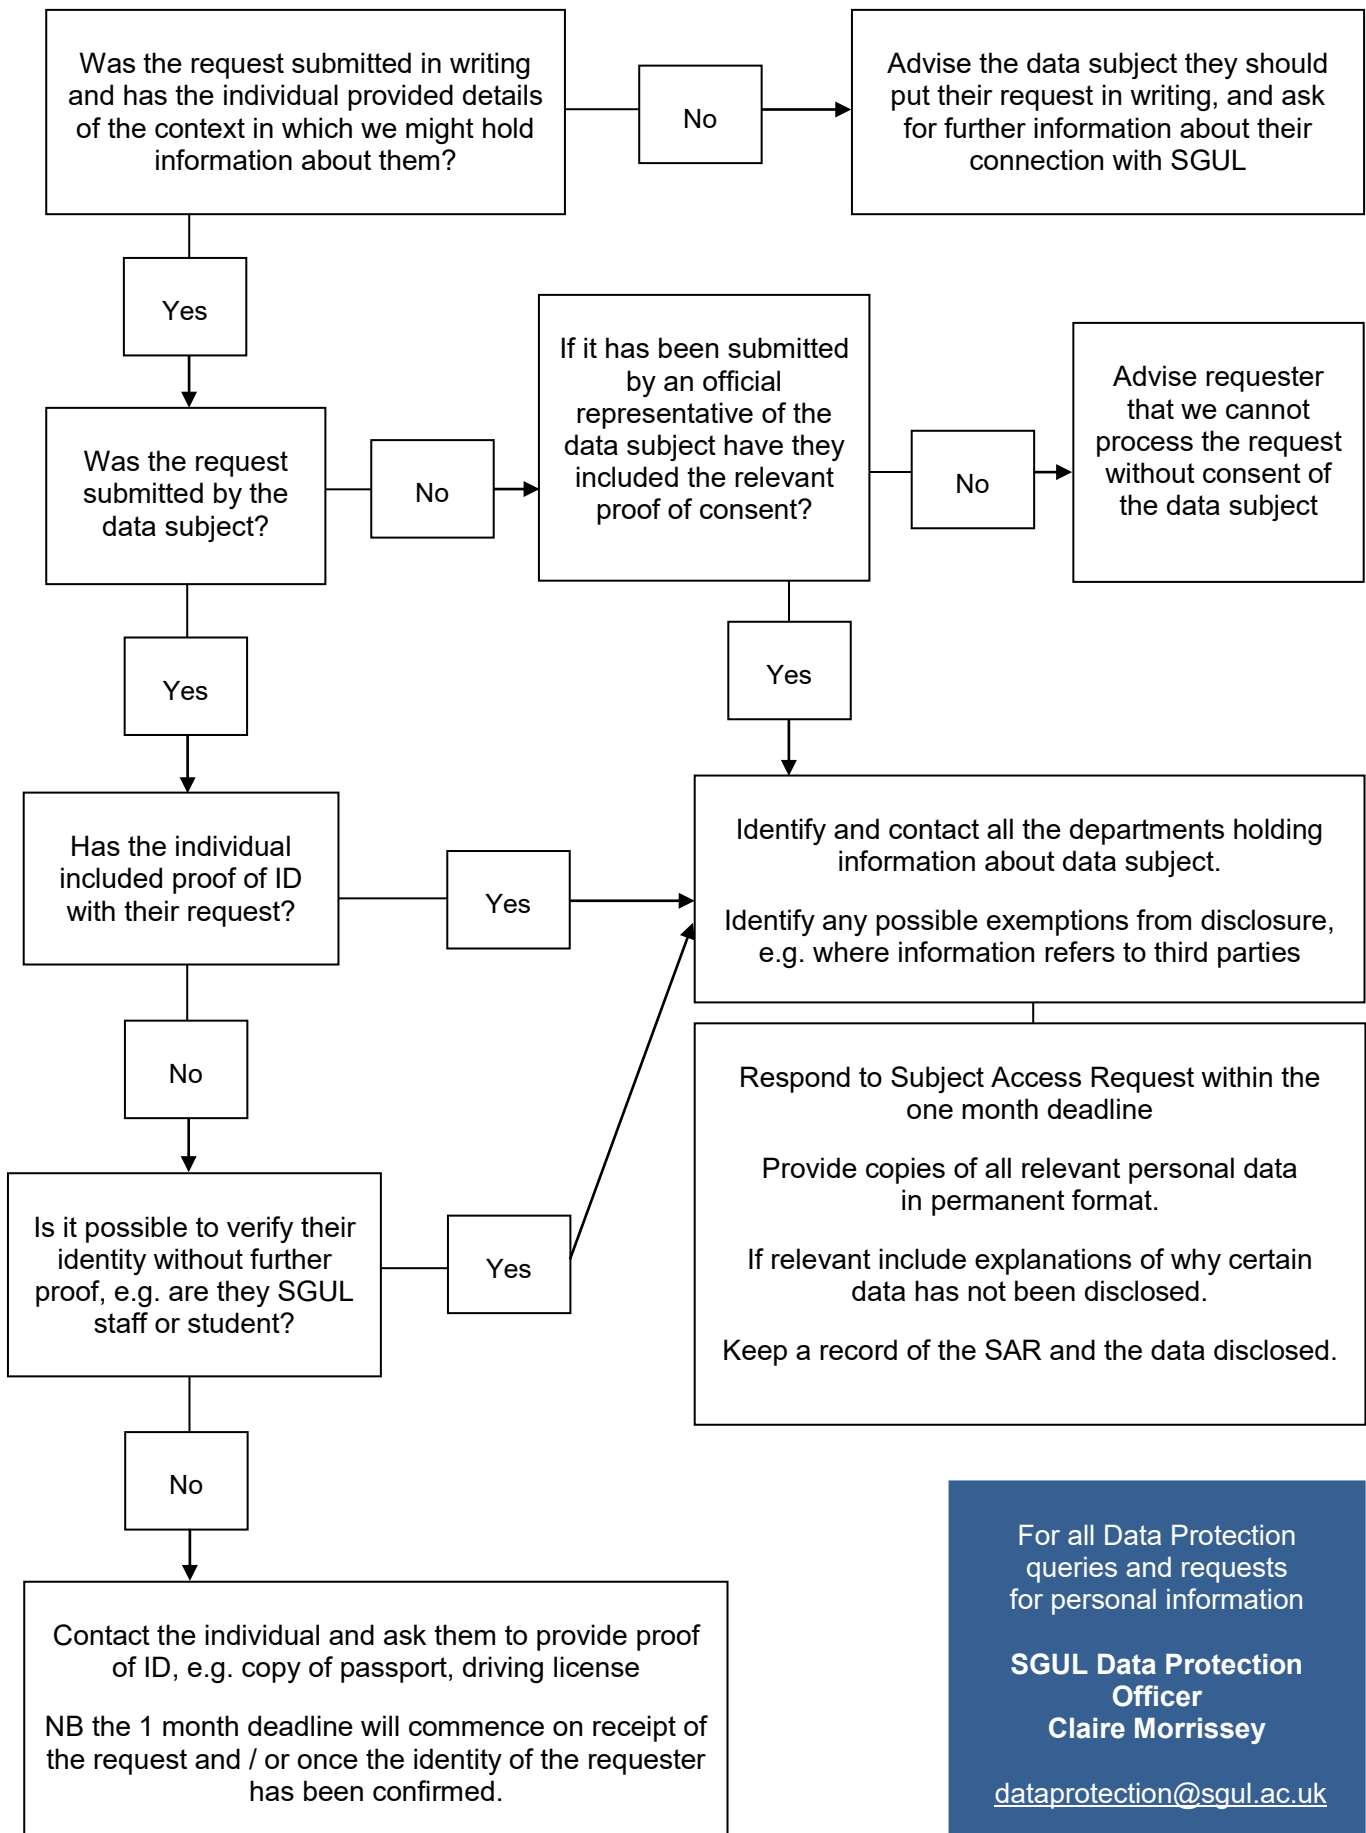 Was the request submitted in writing
and has the individual provided details
of the context in which we might hold
information about them?
No
Advise the data subject they should
put their request in writing, and ask
for further information about their
connection with SGUL
Yes
Was the request
submitted by the
data subject?
No
If it has been submitted
by an official
representative of the
data subject have they
included the relevant
proof of consent?
No
Advise requester
that we cannot
process the request
without consent of
the data subject
Yes
Yes
Has the individual
included proof of ID
with their request?
Yes
Identify and contact all the departments holding
information about data subject.
Identify any possible exemptions from disclosure,
e.g. where information refers to third parties
No
Respond to Subject Access Request within the
one month deadline
Provide copies of all relevant personal data
in permanent format.
If relevant include explanations of why certain
data has not been disclosed.
Keep a record of the SAR and the data disclosed.
Is it possible to verify their
identity without further
proof, e.g. are they SGUL
staff or student?
Yes
No
Contact the individual and ask them to provide proof
of ID, e.g. copy of passport, driving license
NB the 1 month deadline will commence on receipt of
the request and / or once the identity of the requester
has been confirmed.
For all Data Protection
queries and requests
for personal information
SGUL Data Protection
Officer
Claire Morrissey
dataprotection@sgul.ac.uk